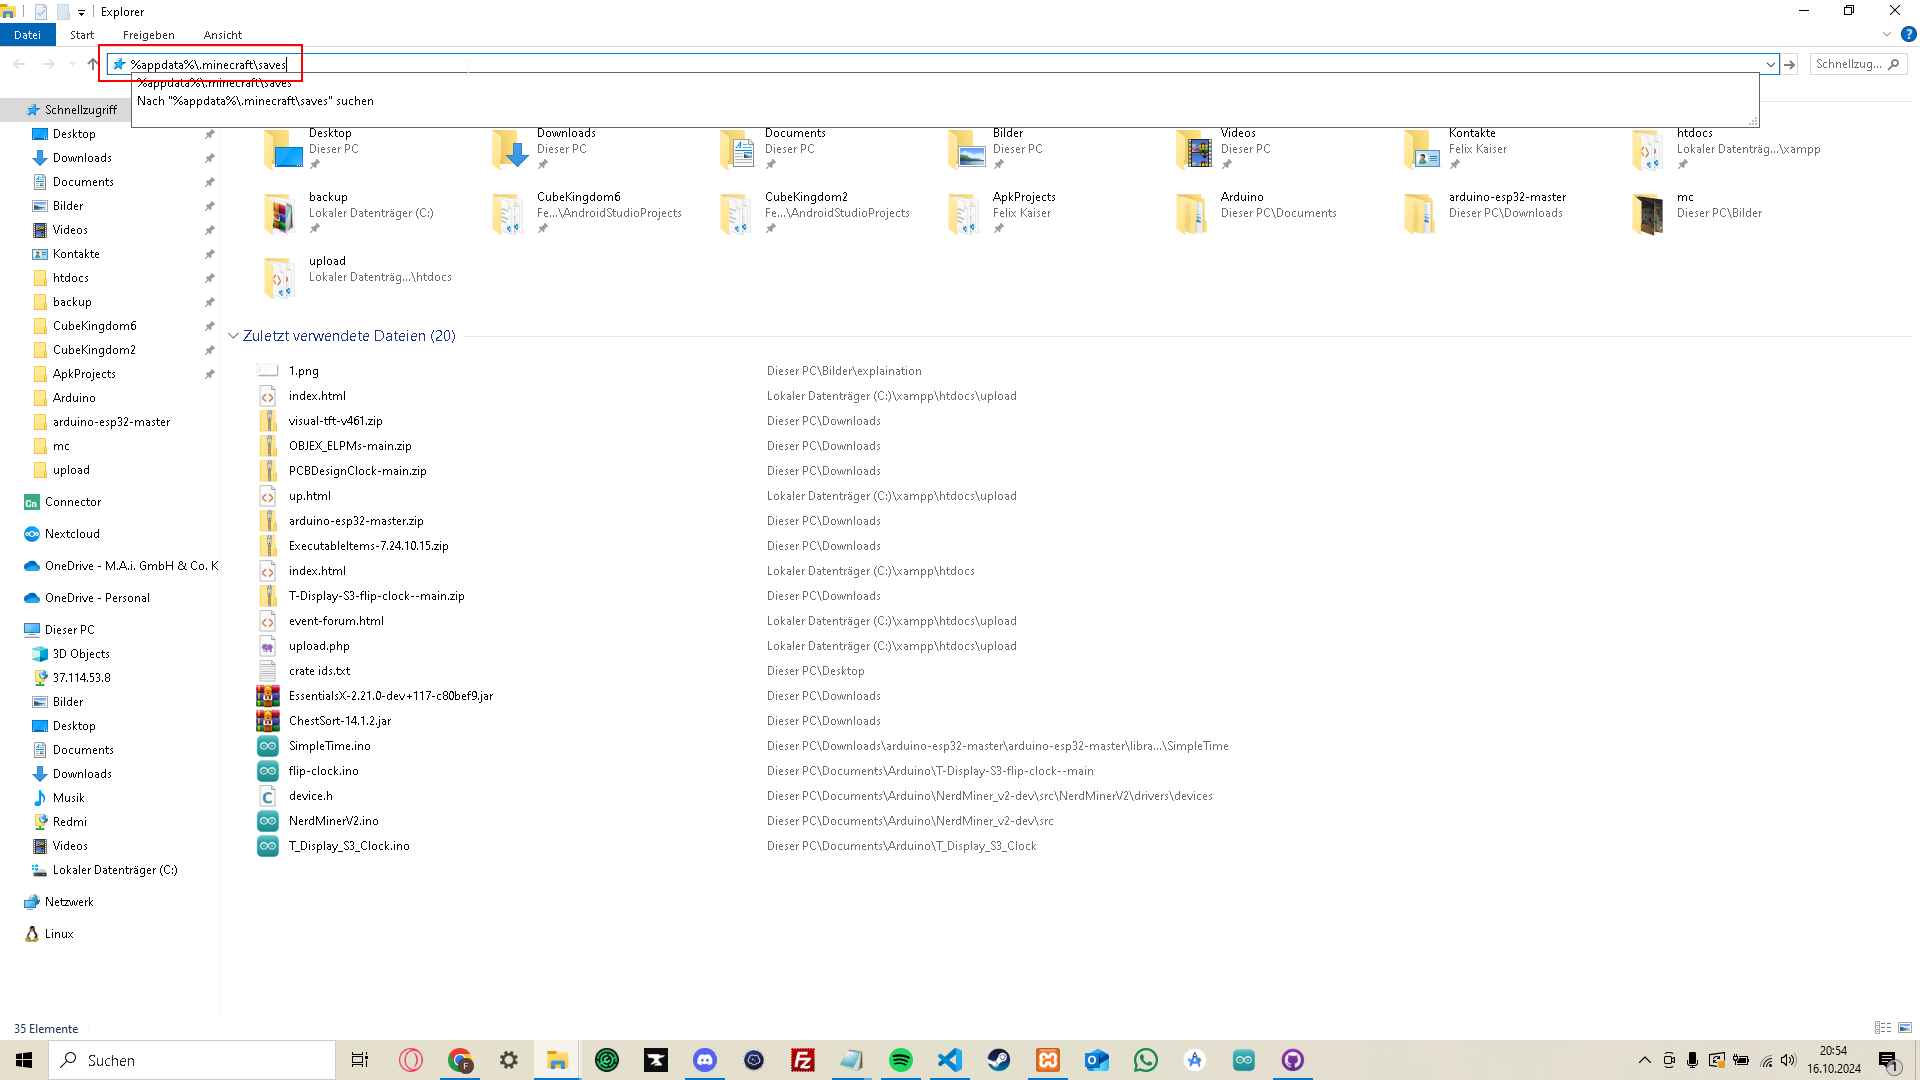 Explorer
Datei Start Freigeben Ansicht
%appdata%\.minecraft\saves
Schnellzug...
%appdata%\.minecraft\saves
Nach "%appdata%\.minecraft\saves" suchen
Schnellzugriff
Desktop
Downloads
Documents
Bilder
Videos
Kontakte
htdocs
backup
CubeKingdom6
CubeKingdom2
ApkProjects
Arduino
arduino-esp32-master
mc
upload
Connector
Nextcloud
OneDrive - M.A.i. GmbH & Co. K
OneDrive - Personal
Dieser PC
3D Objects
37.114.53.8
Bilder
Desktop
Documents
Downloads
Musik
Redmi
Videos
Lokaler Datenträger (C:)
Netzwerk
Linux
Desktop
Dieser PC
Downloads
Dieser PC
Documents
Dieser PC
Bilder
Dieser PC
Videos
Dieser PC
Kontakte
Felix Kaiser
htdocs
Lokaler Datenträg...\xampp
backup
Lokaler Datenträger (C:)
CubeKingdom6
Fe...\AndroidStudioProjects
CubeKingdom2
Fe...\AndroidStudioProjects
ApkProjects
Felix Kaiser
Arduino
Dieser PC\Documents
arduino-esp32-master
Dieser PC\Downloads
mc
Dieser PC\Bilder
upload
Lokaler Datenträg...\htdocs
Zuletzt verwendete Dateien (20)
1.png Dieser PC\Bilder\explaination
index.html Lokaler Datenträger (C:)\xampp\htdocs\upload
visual-tft-v461.zip Dieser PC\Downloads
OBJEX_ELPMs-main.zip Dieser PC\Downloads
PCBDesignClock-main.zip Dieser PC\Downloads
up.html Lokaler Datenträger (C:)\xampp\htdocs\upload
arduino-esp32-master.zip Dieser PC\Downloads
ExecutableItems-7.24.10.15.zip Dieser PC\Downloads
index.html Lokaler Datenträger (C:)\xampp\htdocs
T-Display-S3-flip-clock--main.zip Dieser PC\Downloads
event-forum.html Lokaler Datenträger (C:)\xampp\htdocs\upload
upload.php Lokaler Datenträger (C:)\xampp\htdocs\upload
crate ids.txt Dieser PC\Desktop
EssentialsX-2.21.0-dev+117-c80bef9.jar Dieser PC\Downloads
ChestSort-14.1.2.jar Dieser PC\Downloads
SimpleTime.ino Dieser PC\Downloads\arduino-esp32-master\arduino-esp32-master\libra...\SimpleTime
flip-clock.ino Dieser PC\Documents\Arduino\T-Display-S3-flip-clock--main
device.h Dieser PC\Documents\Arduino\NerdMiner_v2-dev\src\NerdMinerV2\drivers\devices
NerdMinerV2.ino Dieser PC\Documents\Arduino\NerdMiner_v2-dev\src
T_Display_S3_Clock.ino Dieser PC\Documents\Arduino\T_Display_S3_Clock
35 Elemente
Suchen
20:54
16.10.2024
1